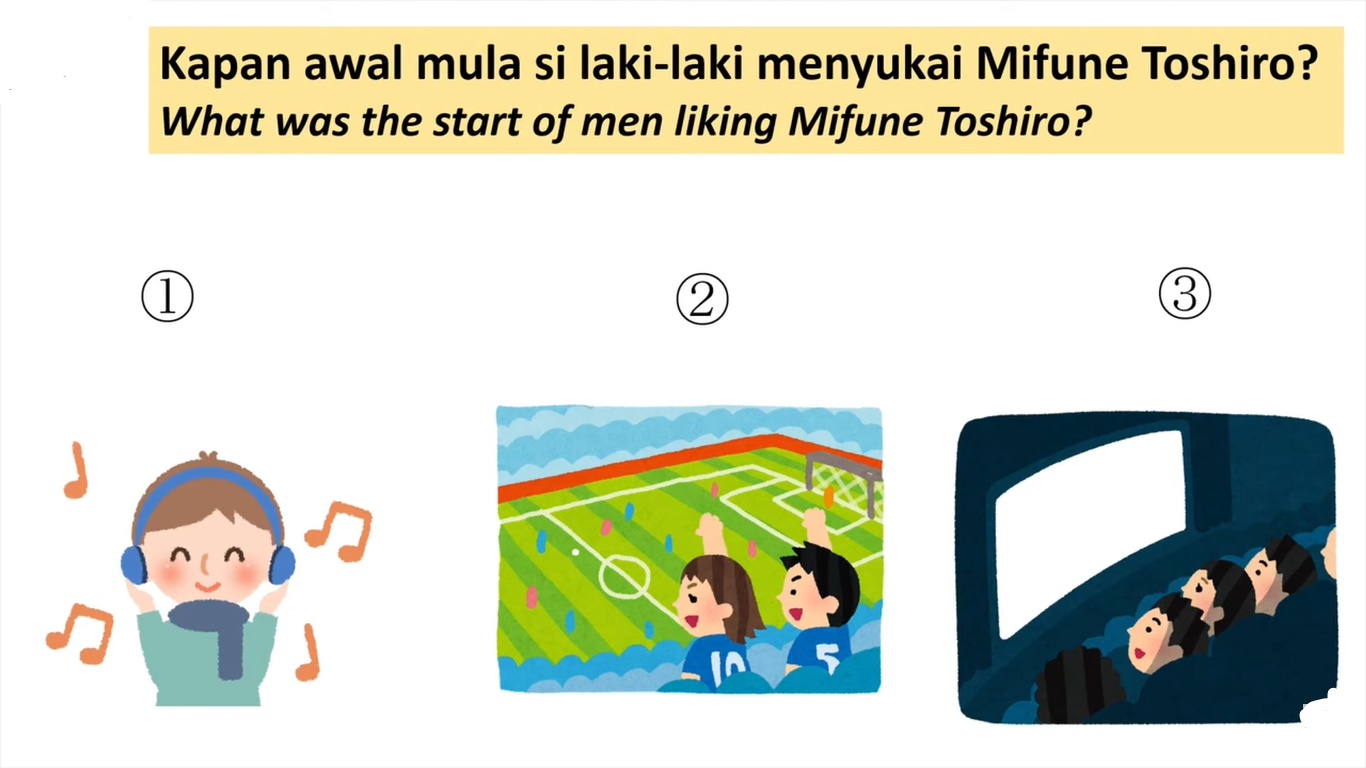 Kapan awal mula si laki-laki menyukai Mifune Toshiro?
What was the start of men liking Mifune Toshiro?
① ② ③
10 5